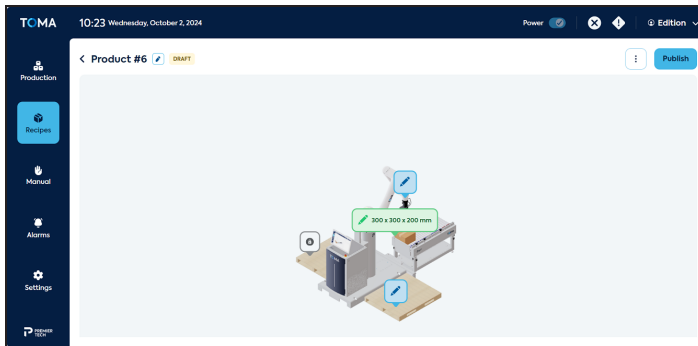 TOMA
10:23 Wednesday, October 2, 2024
Power
Edition
Production
Recipes
Manual
Alarms
Settings
PREMIER
TECH
Product #6
DRAFT
Publish
300 x 300 x 200 mm